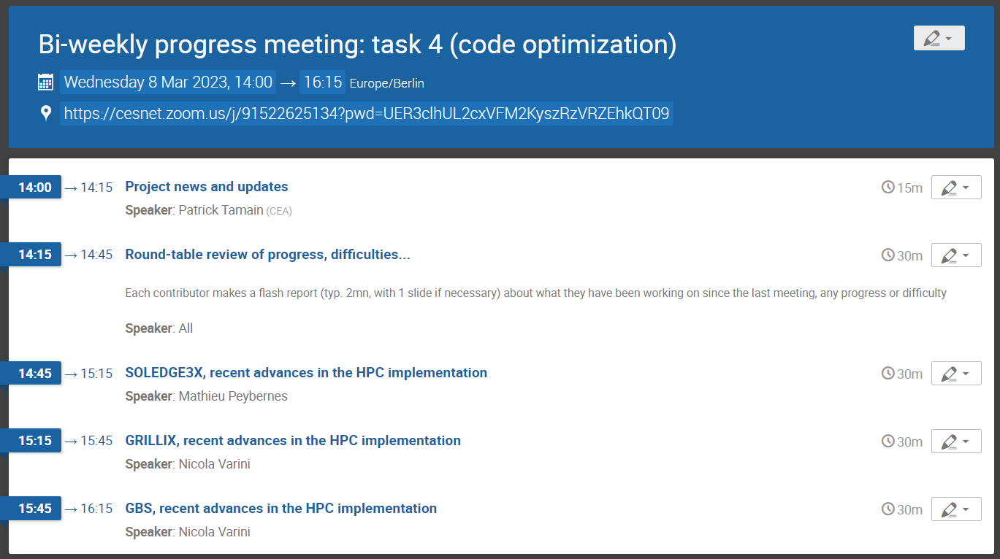 Bi-weekly progress meeting: task 4 (code optimization)
Wednesday 8 Mar 2023, 14:00 → 16:15 Europe/Berlin
https://cesnet.zoom.us/j/91522625134?pwd=UER3clhUL2cxVFM2KyszRzVRZEhkQT09
14:00 → 14:15 Project news and updates 15m
Speaker: Patrick Tamain (CEA)
14:15 → 14:45 Round-table review of progress, difficulties... 30m
Each contributor makes a flash report (typ. 2mn, with 1 slide if necessary) about what they have been working on since the last meeting, any progress or difficulty
Speaker: All
14:45 → 15:15 SOLEDGE3X, recent advances in the HPC implementation 30m
Speaker: Mathieu Peybernes
15:15 → 15:45 GRILLIX, recent advances in the HPC implementation 30m
Speaker: Nicola Varini
15:45 → 16:15 GBS, recent advances in the HPC implementation 30m
Speaker: Nicola Varini